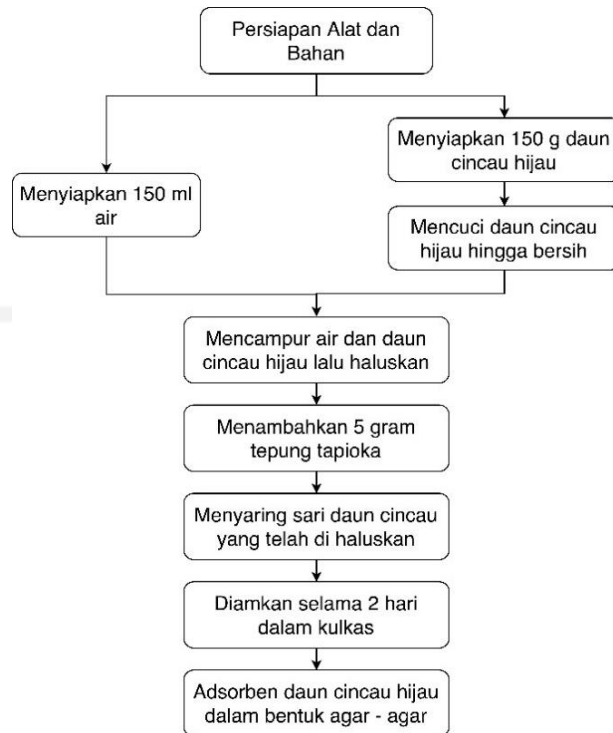 Persiapan Alat dan
Bahan
Menyiapkan 150 ml
air
Menyiapkan 150 g daun
cincau hijau
Mencuci daun cincau
hijau hingga bersih
Mencampur air dan daun
cincau hijau lalu haluskan
Menambahkan 5 gram
tepung tapioka
Menyaring sari daun cincau
yang telah di haluskan
Diamkan selama 2 hari
dalam kulkas
Adsorben daun cincau hijau
dalam bentuk agar - agar